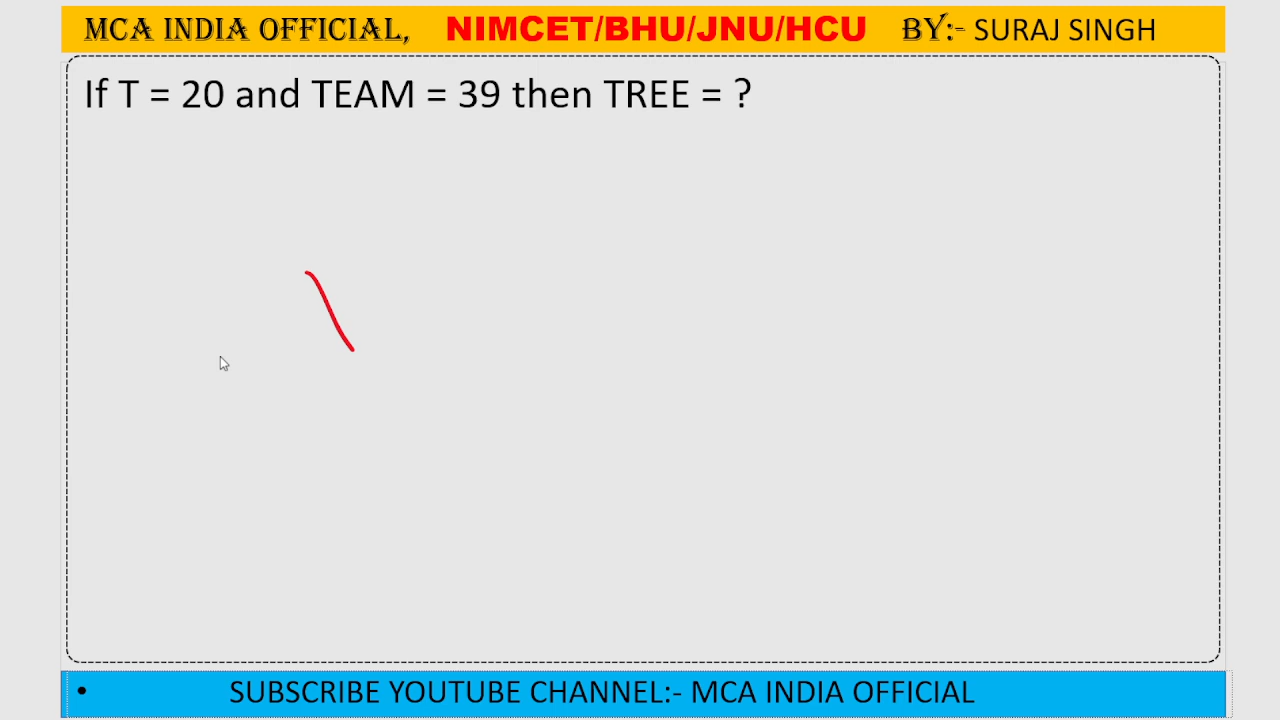 MCA INDIA OFFICIAL, NIMCET/BHU/JNU/HCU BY:- SURAJ SINGH
If T = 20 and TEAM = 39 then TREE = ?
• SUBSCRIBE YOUTUBE CHANNEL:- MCA INDIA OFFICIAL